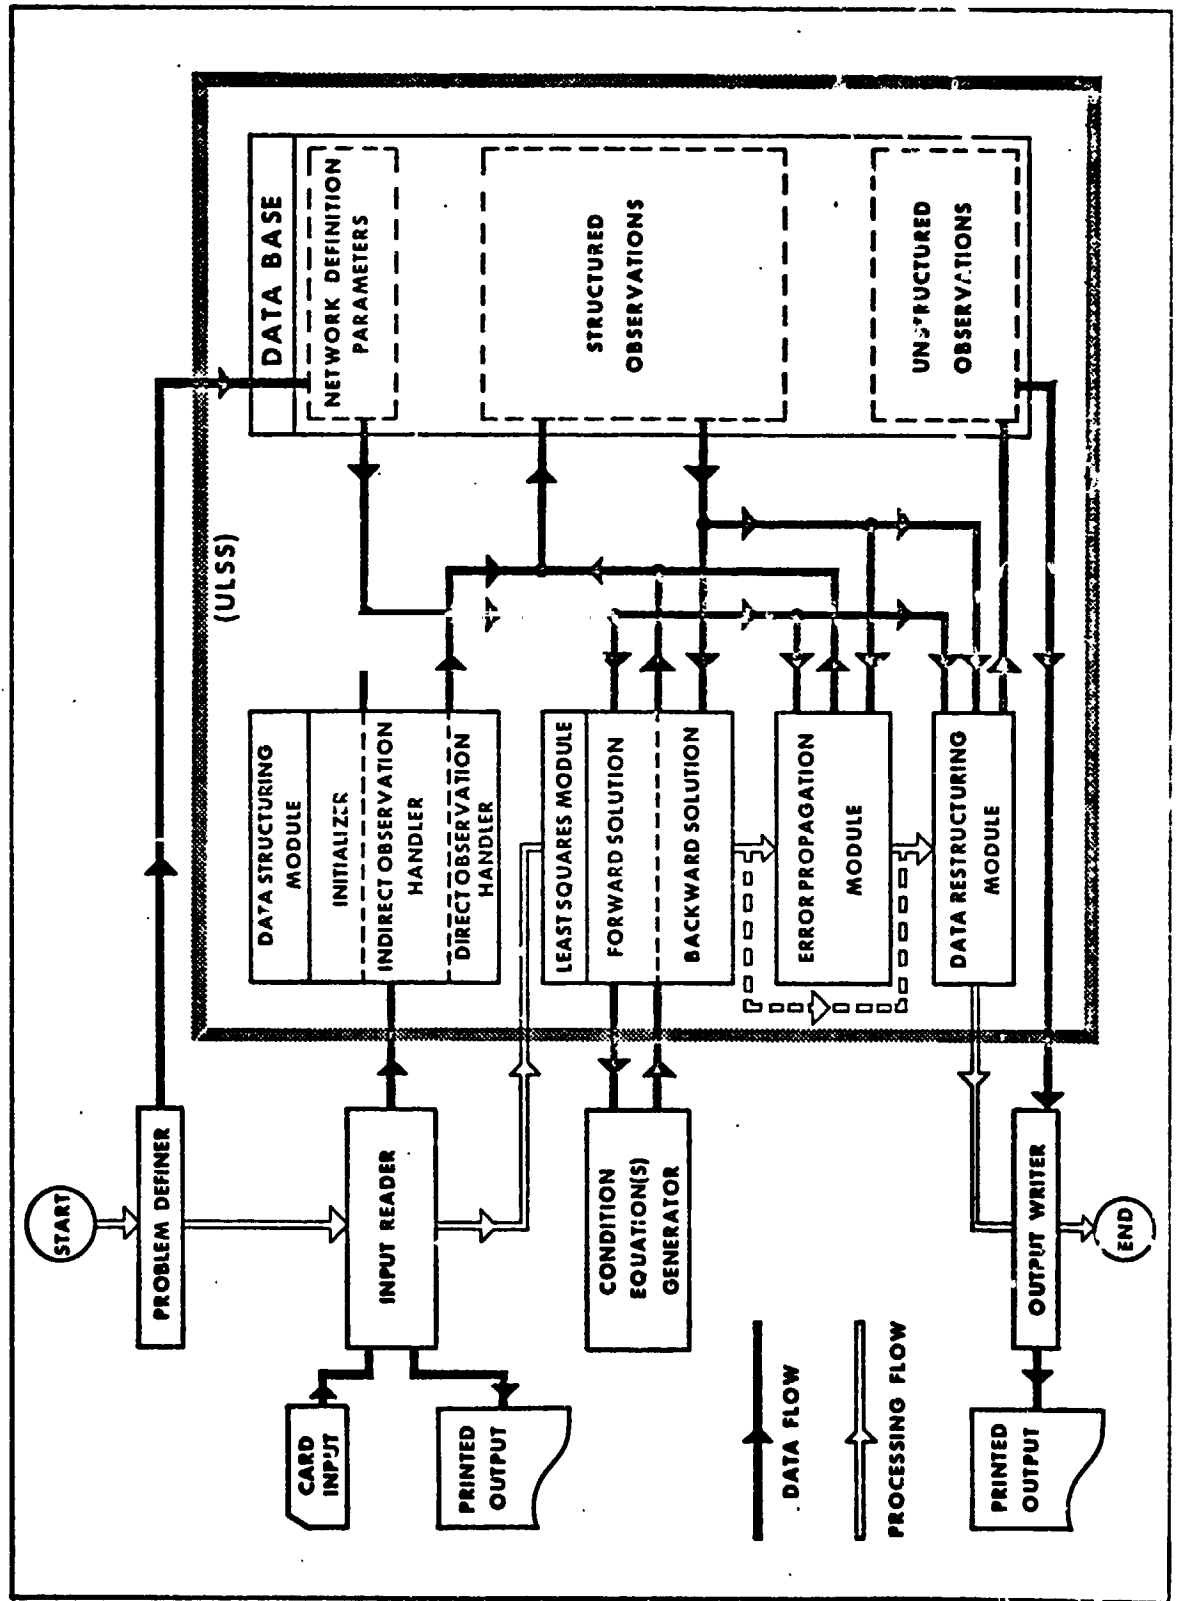 START
PROBLEM DEFINER
CARD
INPUT
INPUT READER
PRINTED
OUTPUT
CONDITION
EQUATION(S)
GENERATOR
DATA FLOW
PROCESSING FLOW
OUTPUT WRITER
PRINTED
OUTPUT
END
(ULSS)
DATA STRUCTURING
MODULE
INITIALIZER
INDIRECT OBSERVATION
HANDLER
DIRECT OBSERVATION
HANDLER
LEAST SQUARES MODULE
FORWARD SOLUTION
BACKWARD SOLUTION
ERROR PROPAGATION
MODULE
DATA RESTRUCTURING
MODULE
DATA BASE
NETWORK DEFINITION
PARAMETERS
STRUCTURED
OBSERVATIONS
UNSTRUCTURED
OBSERVATIONS